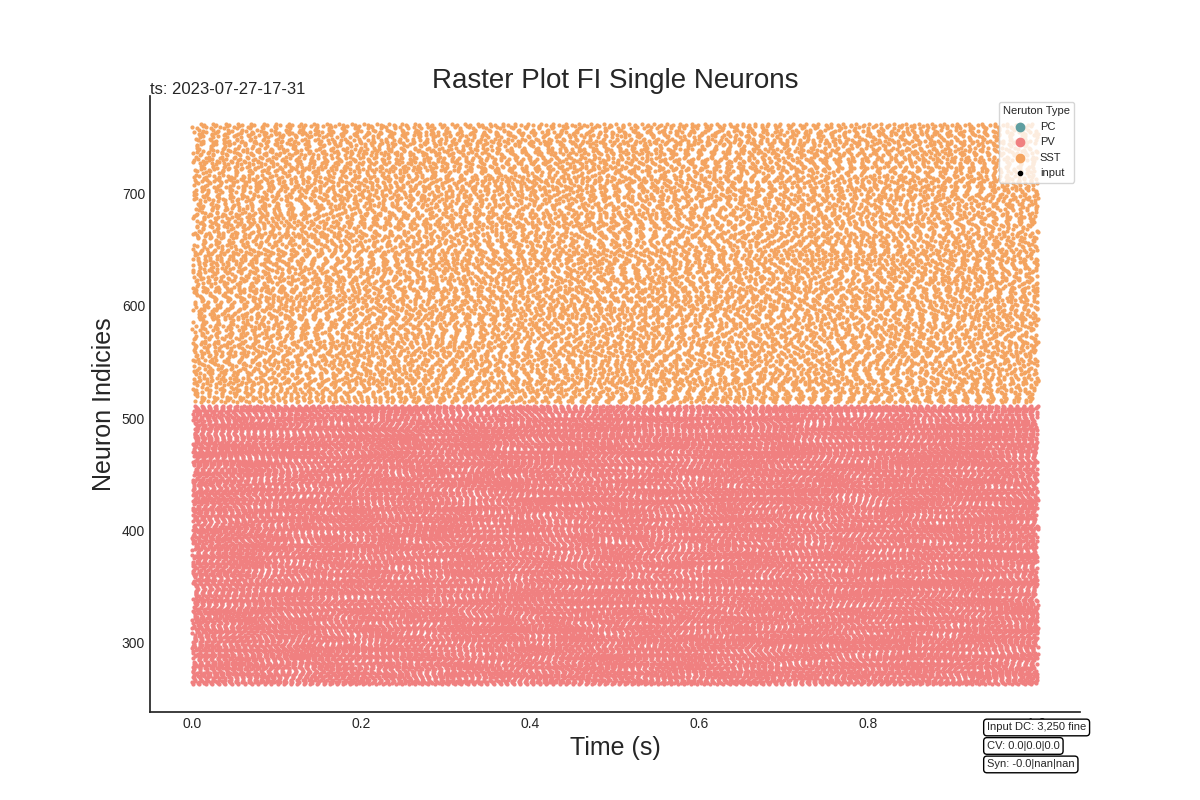 Raster Plot FI Single Neurons
ts: 2023-07-27-17-31
Neruton Type
PC
PV
SST
input
Neuron Indicies
700
600
500
400
300
0.0 0.2 0.4 0.6 0.8
Time (s)
Input DC: 3,250 fine
CV: 0.0|0.0|0.0
Syn: -0.0|nan|nan